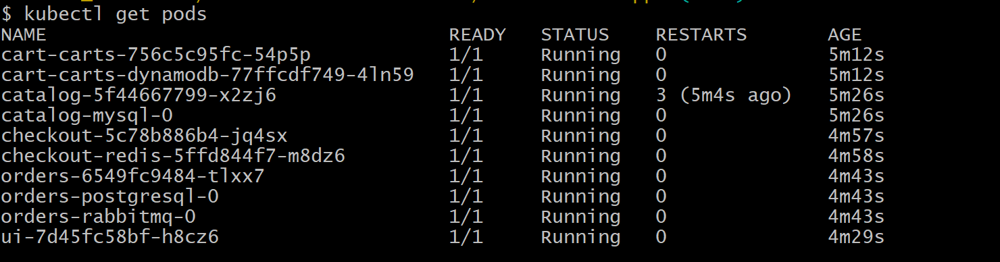 $ kubectl get pods
NAME READY STATUS RESTARTS AGE
cart-carts-756c5c95fc-54p5p 1/1 Running 0 5m12s
cart-carts-dynamodb-77ffcdf749-4ln59 1/1 Running 0 5m12s
catalog-5f44667799-x2zj6 1/1 Running 3 (5m4s ago) 5m26s
catalog-mysql-0 1/1 Running 0 5m26s
checkout-5c78b886b4-jq4sx 1/1 Running 0 4m57s
checkout-redis-5ffd844f7-m8dz6 1/1 Running 0 4m58s
orders-6549fc9484-tlxx7 1/1 Running 0 4m43s
orders-postgresql-0 1/1 Running 0 4m43s
orders-rabbitmq-0 1/1 Running 0 4m43s
ui-7d45fc58bf-h8cz6 1/1 Running 0 4m29s